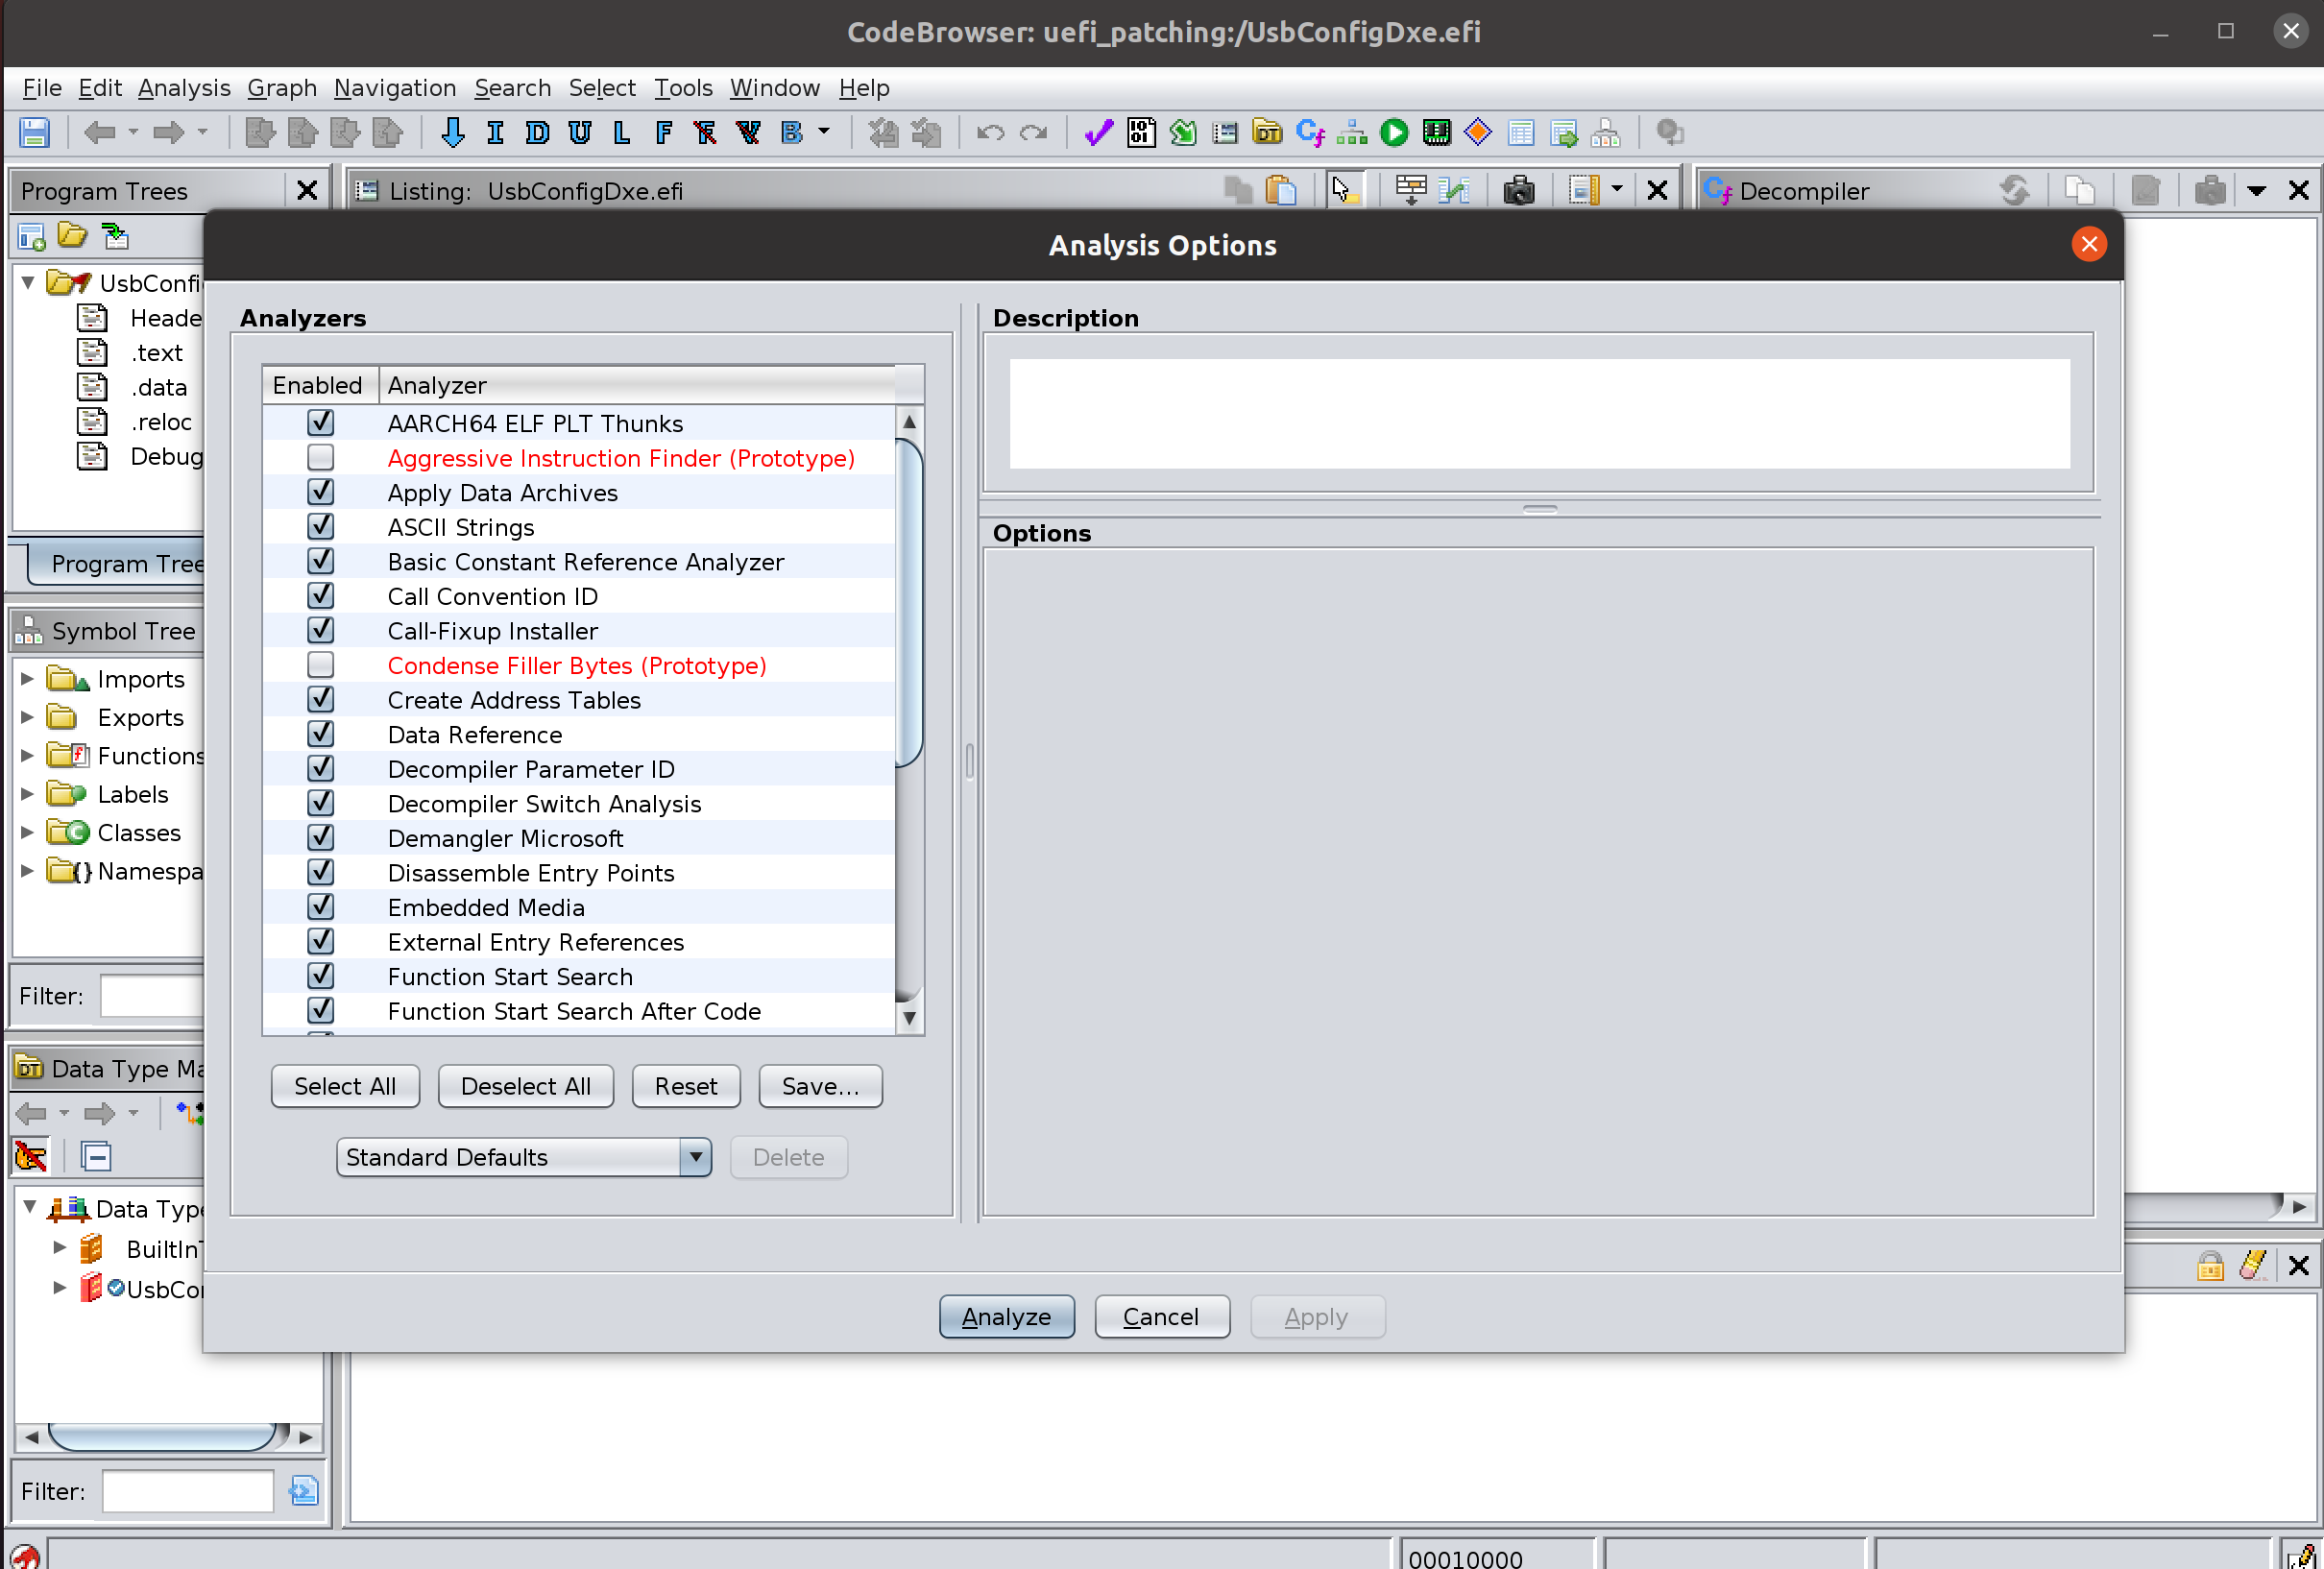 CodeBrowser: uefi_patching:/UsbConfigDxe.efi
File Edit Analysis Graph Navigation Search Select Tools Window Help
I D U L F F V B
Program Trees
Listing: UsbConfigDxe.efi
Decompiler
UsbConfi
Heade
.text
.data
.reloc
Debug
Program Tree
Symbol Tree
Imports
Exports
Functions
Labels
Classes
Namespa
Filter:
Data Type Ma
Data Type
BuiltInT
UsbCon
Filter:
Analysis Options
Analyzers
Enabled Analyzer
AARCH64 ELF PLT Thunks
Aggressive Instruction Finder (Prototype)
Apply Data Archives
ASCII Strings
Basic Constant Reference Analyzer
Call Convention ID
Call-Fixup Installer
Condense Filler Bytes (Prototype)
Create Address Tables
Data Reference
Decompiler Parameter ID
Decompiler Switch Analysis
Demangler Microsoft
Disassemble Entry Points
Embedded Media
External Entry References
Function Start Search
Function Start Search After Code
Select All Deselect All Reset Save...
Standard Defaults Delete
Description
Options
Analyze Cancel Apply
00010000